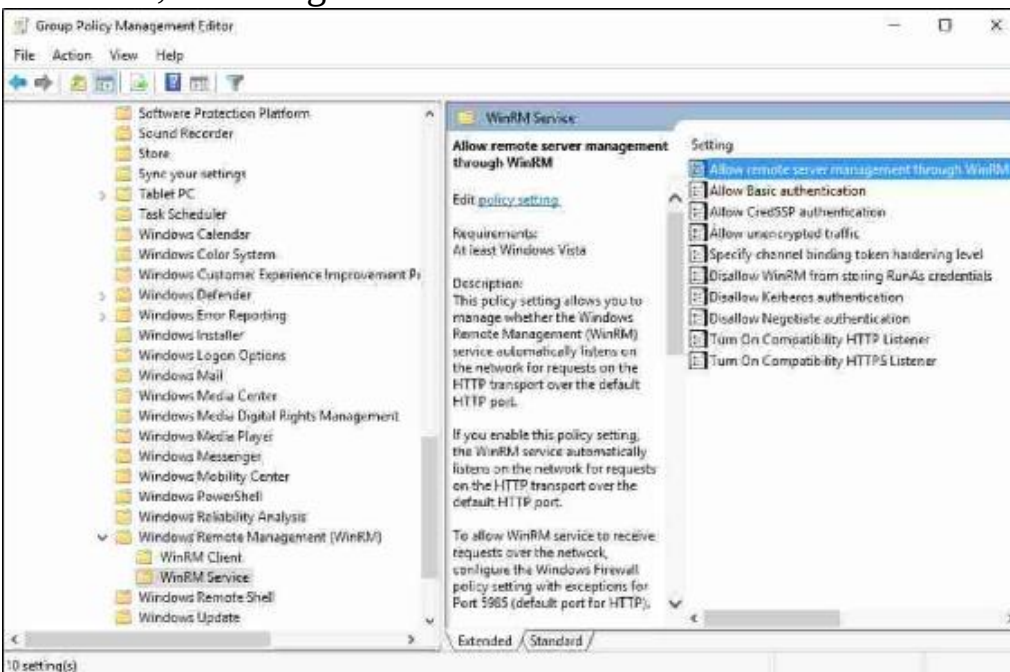 Group Policy Management Editor
File Action View Help
Software Protection Platform
Sound Recorder
Store
Sync your settings
Tablet PC
Task Scheduler
Windows Calendar
Windows Color System
Windows Customer Experience Improvement Pr
Windows Defender
Windows Error Reporting
Windows Installer
Windows Logon Options
Windows Mail
Windows Media Center
Windows Media Digital Rights Management
Windows Media Player
Windows Messenger
Windows Mobility Center
Windows PowerShell
Windows Reliability Analysis
Windows Remote Management (WinRM)
WinRM Client
WinRM Service
Windows Remote Shell
Windows Update
WinRM Service
Allow remote server management
through WinRM
Edit policy setting
Requirements:
At least Windows Vista
Description:
This policy setting allows you to
manage whether the Windows
Remote Management (WinRM)
service automatically listens on
the network for requests on the
HTTP transport over the default
HTTP port.
If you enable this policy setting,
the WinRM service automatically
listens on the network for requests
on the HTTP transport over the
default HTTP port.
To allow WinRM service to receive
requests over the network,
configure the Windows Firewall
policy setting with exceptions for
Port 5985 (default port for HTTP).
Setting
Allow remote server management through WinRM
Allow Basic authentication
Allow CredSSP authentication
Allow unencrypted traffic
Specify channel binding token hardening level
Disallow WinRM from storing RunAs credentials
Disallow Kerberos authentication
Disallow Negotiate authentication
Turn On Compatibility HTTP Listener
Turn On Compatibility HTTPS Listener
Extended Standard
10 setting(s)